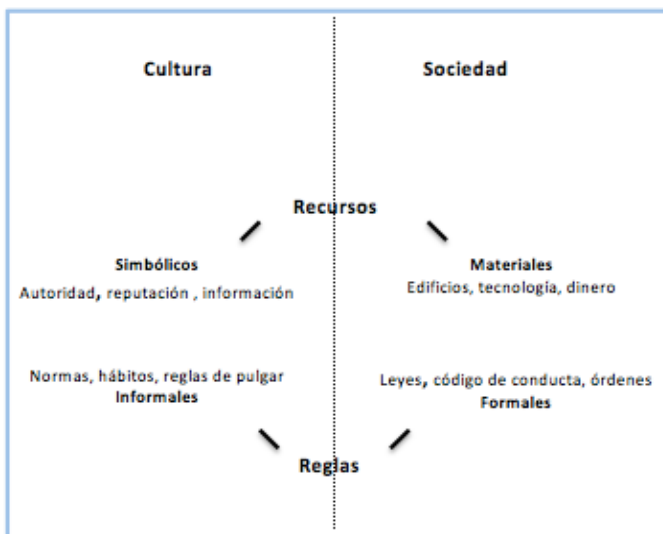 Cultura Sociedad
Recursos
Simbólicos Materiales
Autoridad, reputación , información Edificios, tecnología, dinero
Normas, hábitos, reglas de pulgar Leyes, código de conducta, órdenes
Informales Formales
Reglas